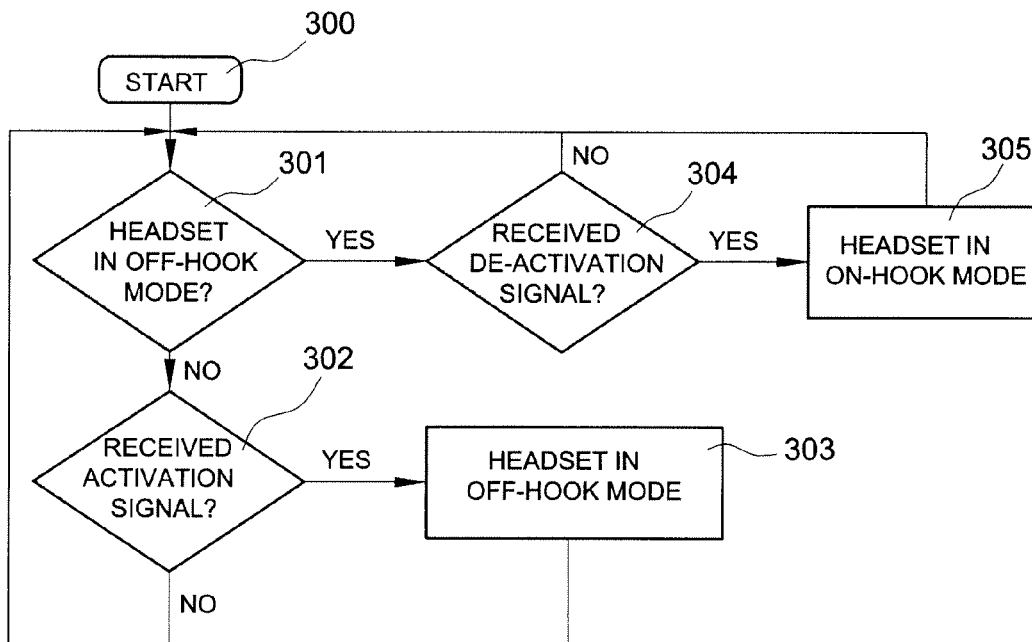 300
START
301
HEADSET
IN OFF-HOOK
MODE?
YES
NO
304
RECEIVED
DE-ACTIVATION
SIGNAL?
NO
YES
305
HEADSET IN
ON-HOOK MODE
302
RECEIVED
ACTIVATION
SIGNAL?
YES
NO
303
HEADSET IN
OFF-HOOK MODE